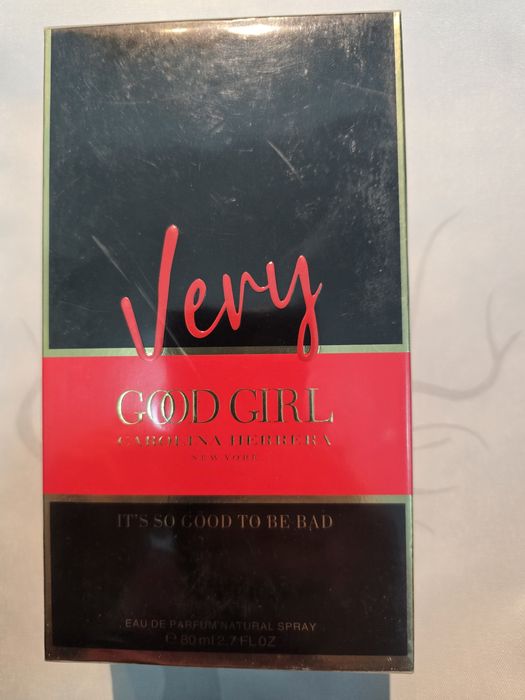 Very
GOOD GIRL
CAROLINA HERRERA
NEW YORK
IT'S SO GOOD TO BE BAD
EAU DE PARFUM NATURAL SPRAY
℮ 80 ml 2.7 FL OZ